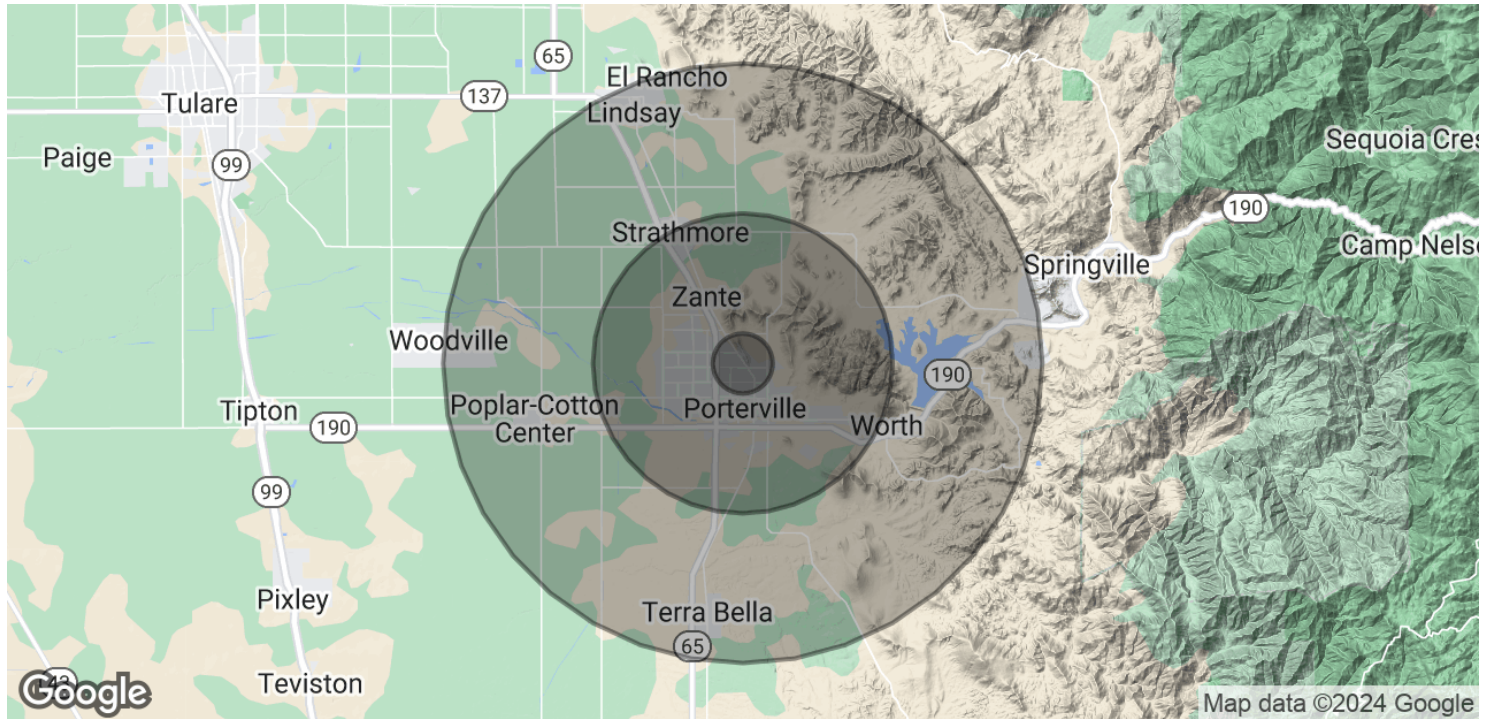 65
El Rancho
137
Lindsay
Tulare
Paige
99
Sequoia Cres
190
Strathmore
Camp Nelse
Springville
Zante
Woodville
190
Poplar-Cotton
Center
Porterville
Worth
Tipton
190
99
Pixley
Terra Bella
65
Teviston
Google
Map data ©2024 Google